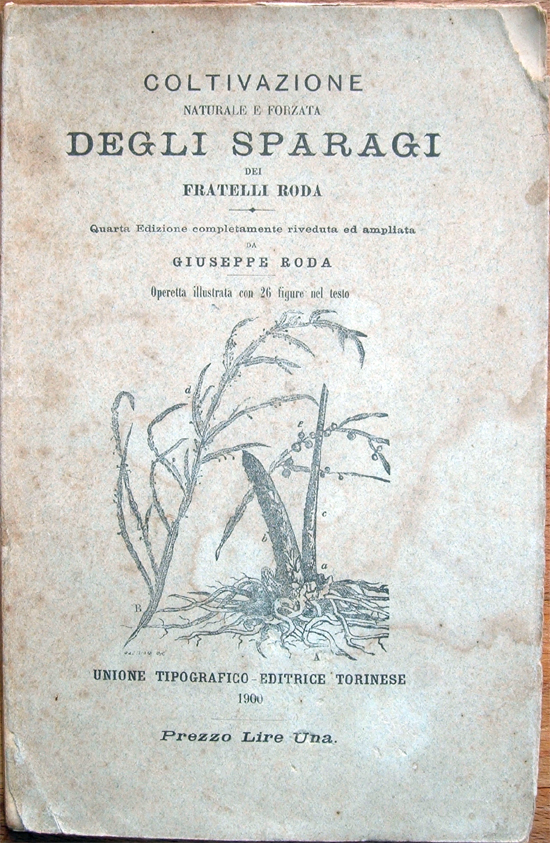 COLTIVAZIONE
NATURALE E FORZATA
DEGLI SPARAGI
DEI
FRATELLI RODA
Quarta Edizione completamente riveduta ed ampliata
DA
GIUSEPPE RODA
Operetta illustrata con 26 figure nel testo
d
e
c
b
a
B
A
UNIONE TIPOGRAFICO-EDITRICE TORINESE
1900
Prezzo Lire Una.